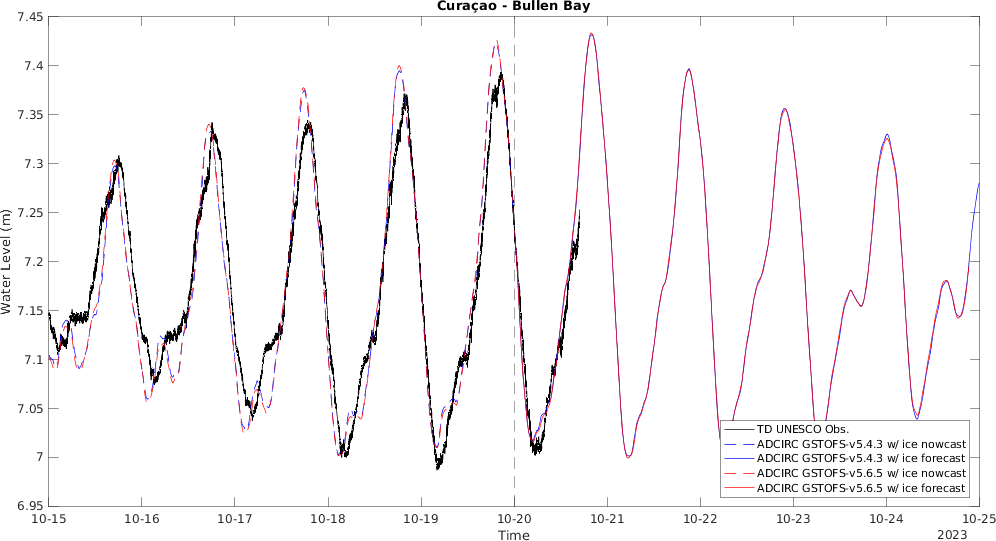 Curaçao - Bullen Bay
7.45
7.4
7.35
7.3
7.25
7.2
7.15
7.1
7.05
7
6.95
Water Level (m)
10-15 10-16 10-17 10-18 10-19 10-20 10-21 10-22 10-23 10-24 10-25
Time
2023
TD UNESCO Obs.
ADCIRC GSTOFS-v5.4.3 w/ ice nowcast
ADCIRC GSTOFS-v5.4.3 w/ ice forecast
ADCIRC GSTOFS-v5.6.5 w/ ice nowcast
ADCIRC GSTOFS-v5.6.5 w/ ice forecast